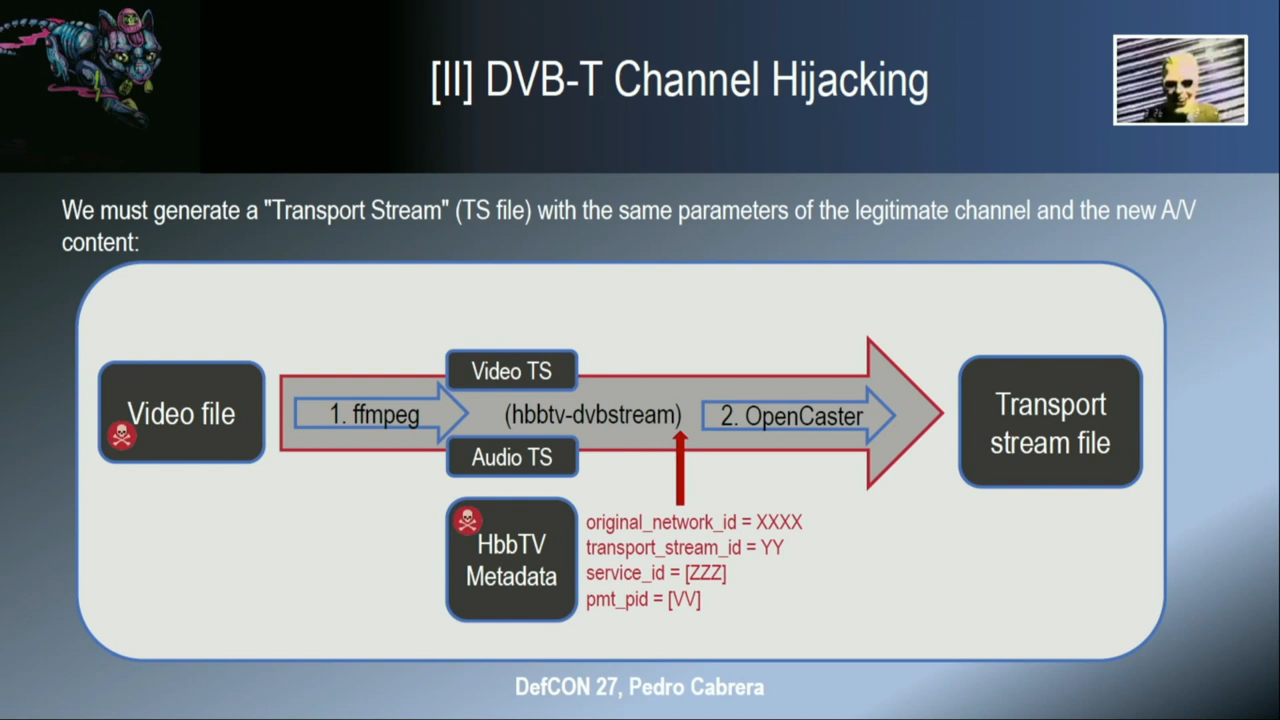 [II] DVB-T Channel Hijacking
We must generate a "Transport Stream" (TS file) with the same parameters of the legitimate channel and the new A/V
content:
Video file
1. ffmpeg
Video TS
(hbbtv-dvbstream)
Audio TS
2. OpenCaster
Transport
stream file
HbbTV
Metadata
original_network_id = XXXX
transport_stream_id = YY
service_id = [ZZZ]
pmt_pid = [VV]
DefCON 27, Pedro Cabrera